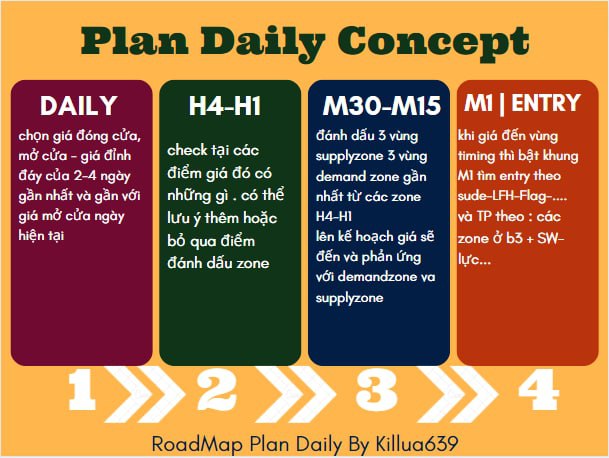 Plan Daily Concept
DAILY
chọn giá đóng cửa,
mở cửa - giá đỉnh
đáy của 2-4 ngày
gần nhất và gần với
giá mở cửa ngày
hiện tại
H4-H1
check tại các
điểm giá đó có
những gì . có thể
lưu ý thêm hoặc
bỏ qua điểm
đánh dấu zone
M30-M15
đánh dấu 3 vùng
supplyzone 3 vùng
demand zone gần
nhất từ các zone
H4-H1
lên kế hoạch giá sẽ
đến và phản ứng
với demandzone va
supplyzone
M1 | ENTRY
khi giá đến vùng
timing thì bật khung
M1 tìm entry theo
sude-LFH-Flag-....
và TP theo : các
zone ở b3 + SW-
lực...
1 2 3 4
RoadMap Plan Daily By Killua639